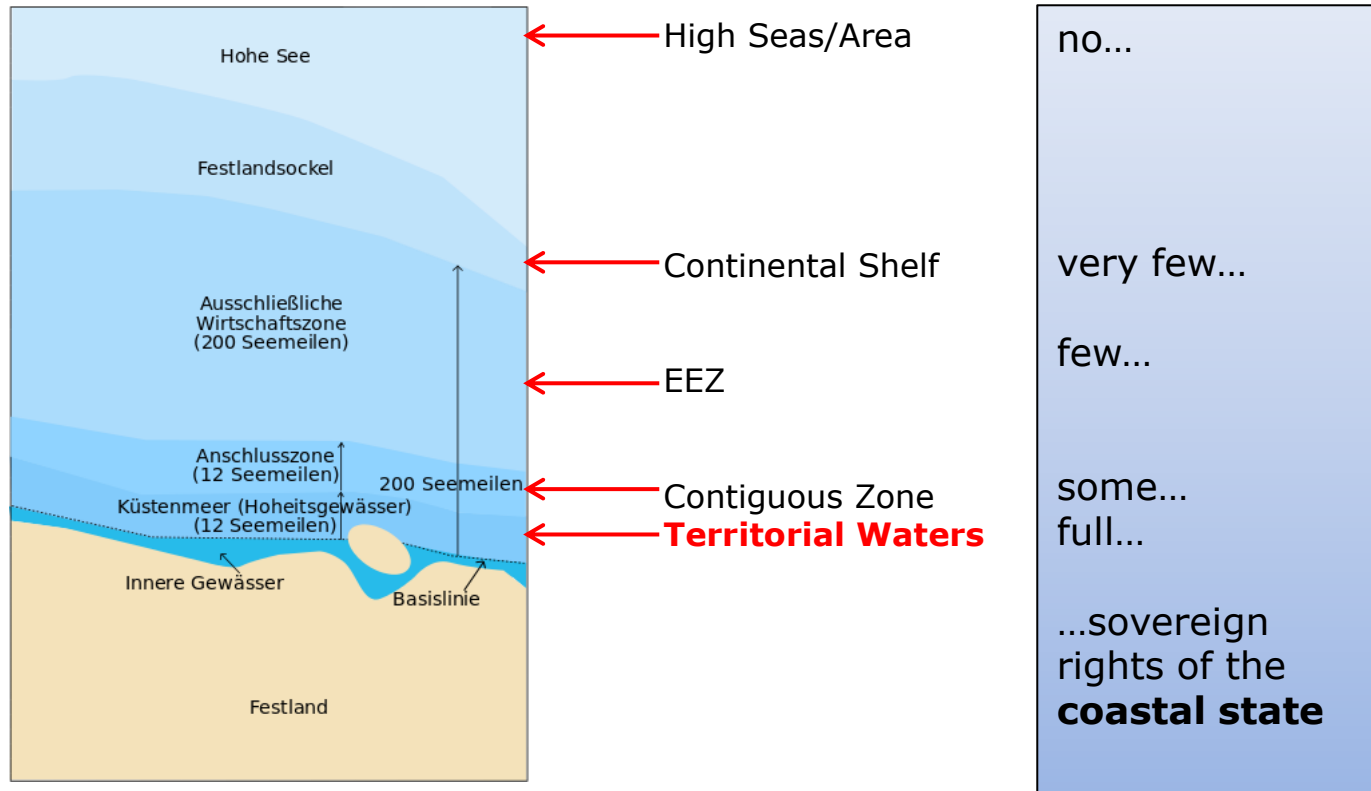 Hohe See
Festlandsockel
Ausschließliche
Wirtschaftszone
(200 Seemeilen)
Anschlusszone
(12 Seemeilen)
200 Seemeilen
Küstenmeer (Hoheitsgewässer)
(12 Seemeilen)
Innere Gewässer
Basislinie
Festland
High Seas/Area
Continental Shelf
EEZ
Contiguous Zone
Territorial Waters
no…
very few…
few…
some…
full…
…sovereign
rights of the
coastal state